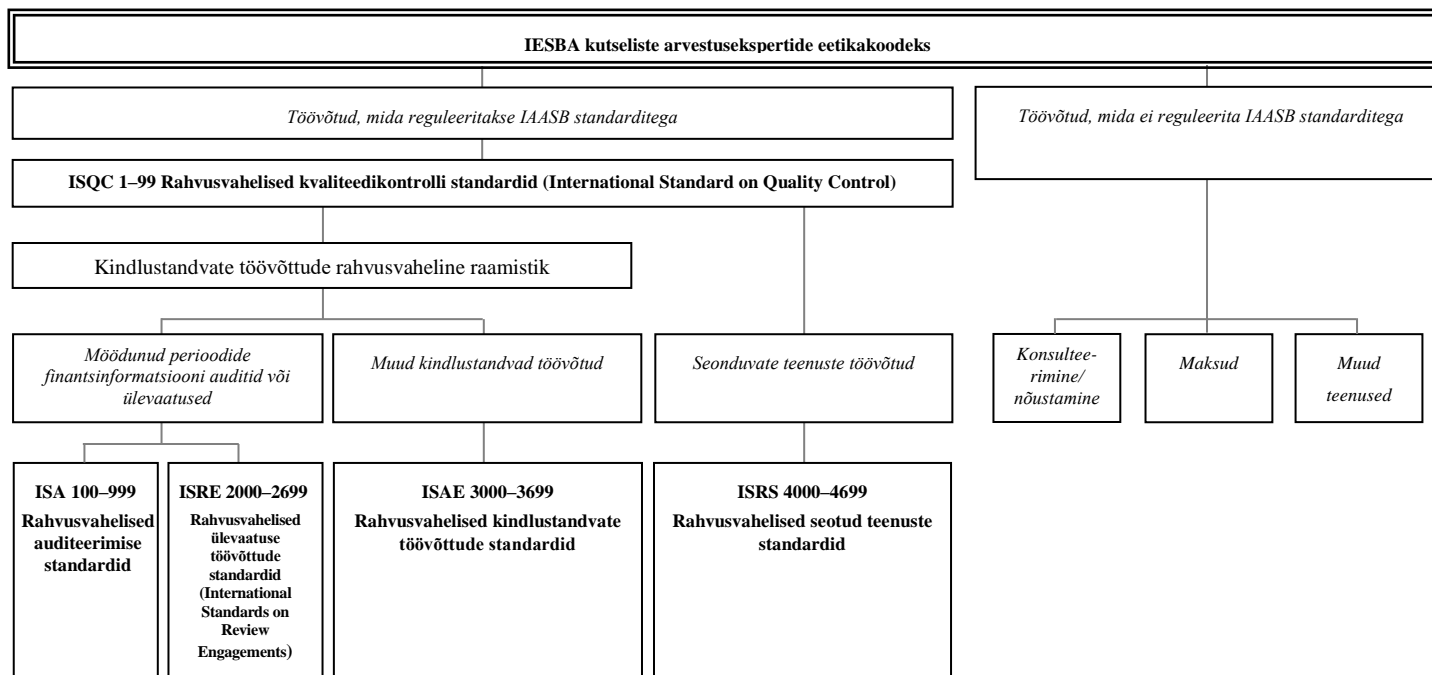 IESBA kutseliste arvestusekspertide eetikakoodeks
Töövõtud, mida reguleeritakse IAASB standarditega
Töövõtud, mida ei reguleerita IAASB standarditega
ISQC 1–99 Rahvusvahelised kvaliteedikontrolli standardid (International Standard on Quality Control)
Kindlustandvate töövõttude rahvusvaheline raamistik
Möödunud perioodide
finantsinformatsiooni auditid või
ülevaatused
Muud kindlustandvad töövõtud
Seonduvate teenuste töövõtud
Konsultee-
rimine/
nõustamine
Maksud
Muud
teenused
ISA 100–999
Rahvusvahelised
auditeerimise
standardid
ISRE 2000–2699
Rahvusvahelised
ülevaatuse
töövõttude
standardid
(International
Standards on
Review
Engagements)
ISAE 3000–3699
Rahvusvahelised kindlustandvate
töövõttude standardid
ISRS 4000–4699
Rahvusvahelised seotud teenuste
standardid